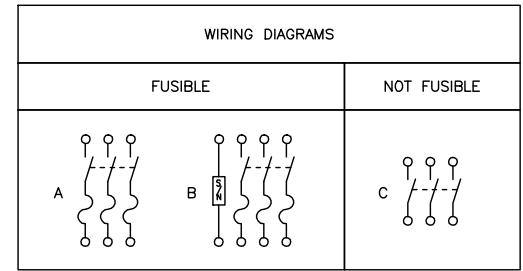 WIRING DIAGRAMS
FUSIBLE
NOT FUSIBLE
A
B
S/N
C